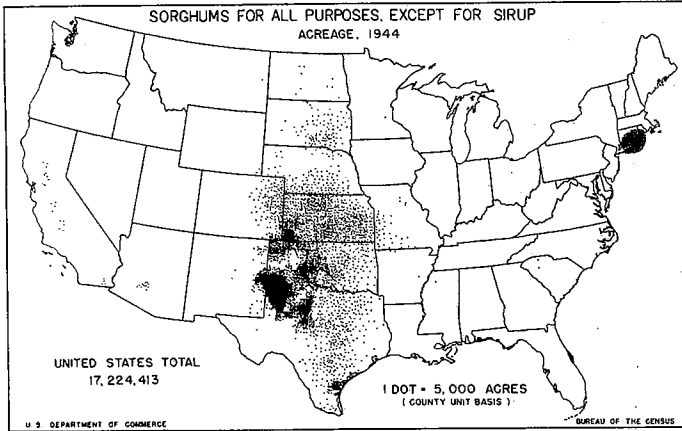 SORGHUMS FOR ALL PURPOSES, EXCEPT FOR SIRUP
ACREAGE, 1944
UNITED STATES TOTAL
17,224,413
1 DOT = 5,000 ACRES
(COUNTY UNIT BASIS)
U. S. DEPARTMENT OF COMMERCE
BUREAU OF THE CENSUS